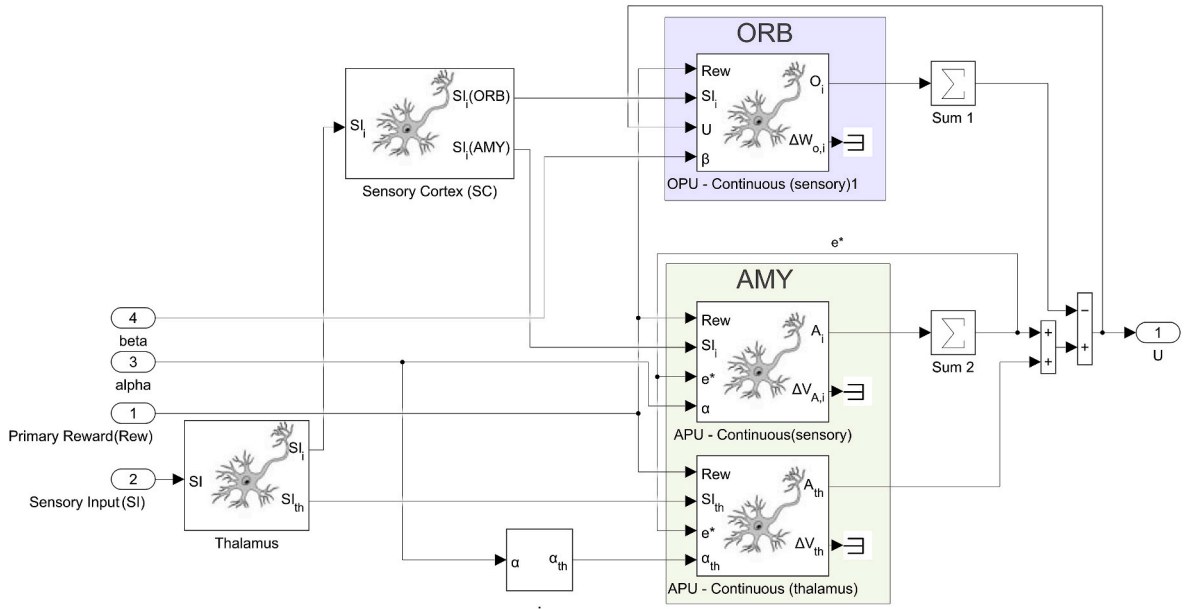 ORB
Rew
SI_i
U
β
O_i
ΔW_o,i
OPU - Continuous (sensory)1
Σ
Sum 1
SI_i
SI_i(ORB)
SI_i(AMY)
Sensory Cortex (SC)
e*
AMY
Rew
SI_i
e*
α
A_i
ΔV_A,i
APU - Continuous(sensory)
Σ
Sum 2
−
+
+
+
1
U
4
beta
3
alpha
1
Primary Reward(Rew)
2
Sensory Input(SI)
SI
SI_i
SI_th
Thalamus
α
α_th
Rew
SI_th
e*
α_th
A_th
ΔV_th
APU - Continuous (thalamus)